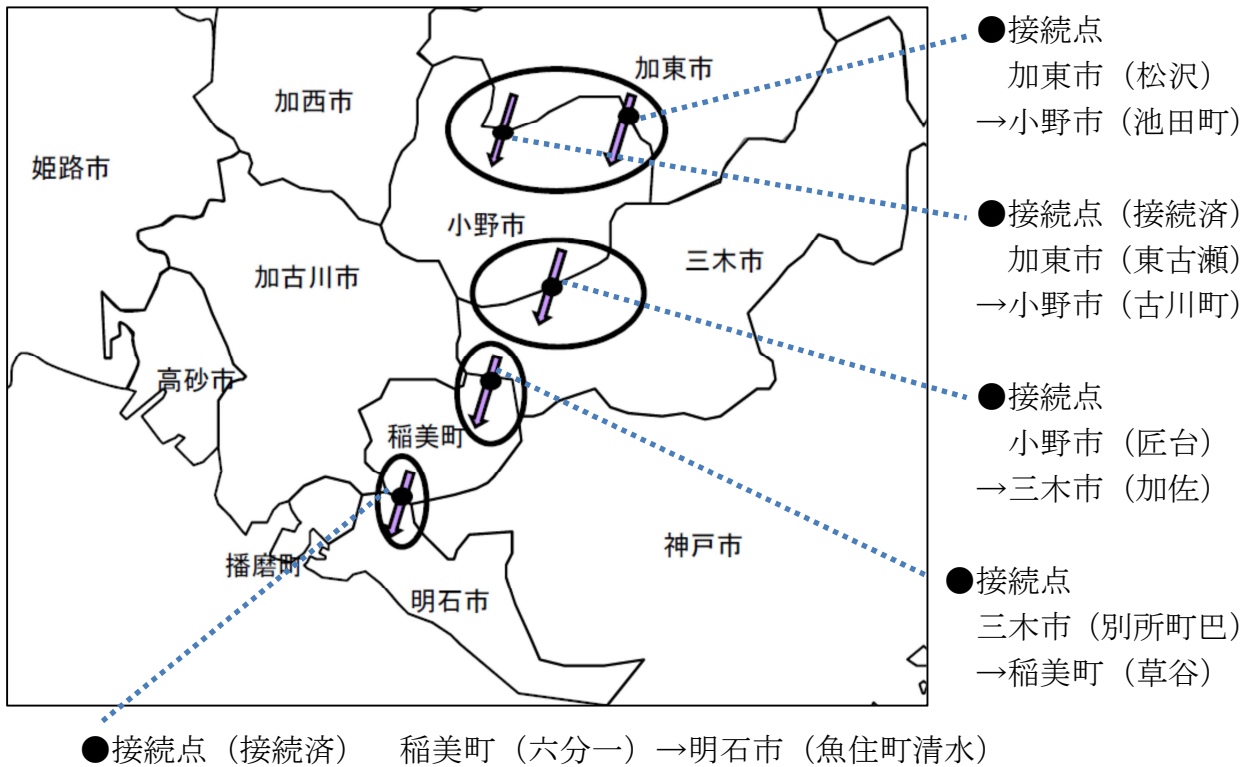 加東市
加西市
姫路市
小野市
三木市
加古川市
高砂市
稲美町
神戸市
播磨町
明石市
●接続点
加東市（松沢）
→小野市（池田町）
●接続点（接続済）
加東市（東古瀬）
→小野市（古川町）
●接続点
小野市（匠台）
→三木市（加佐）
●接続点
三木市（別所町巴）
→稲美町（草谷）
●接続点（接続済）　稲美町（六分一）→明石市（魚住町清水）